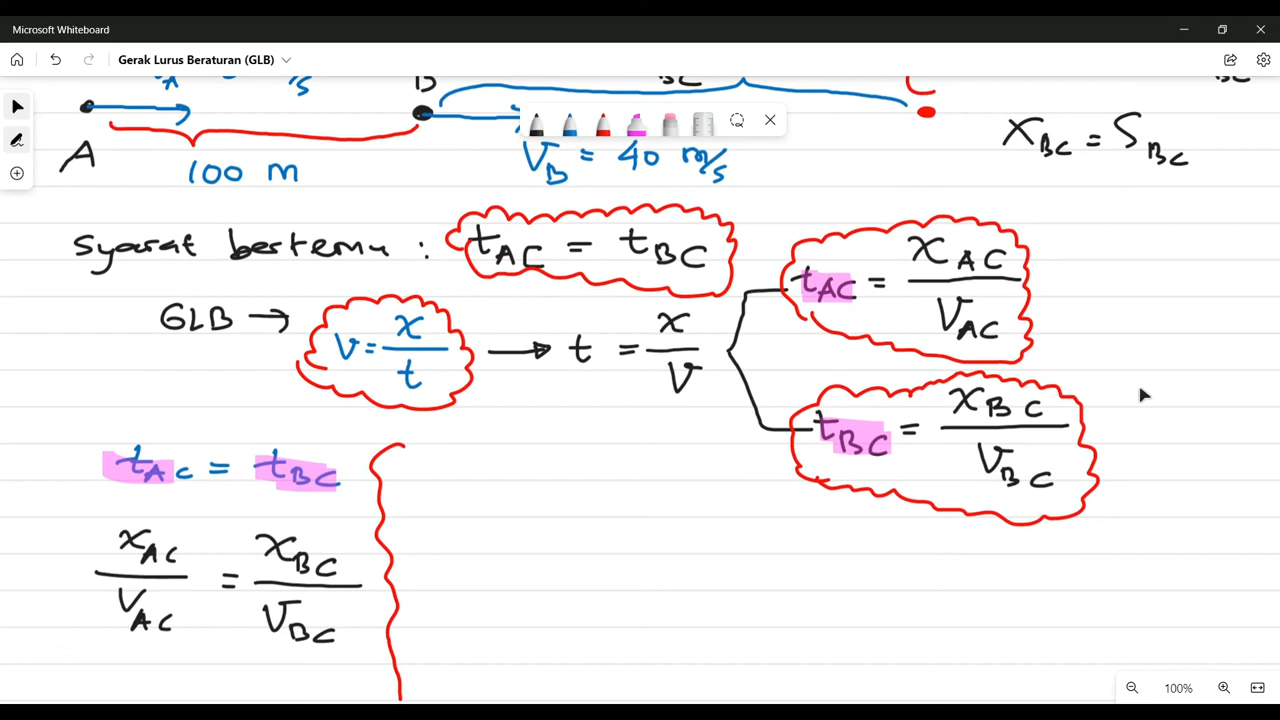 Microsoft Whiteboard
Gerak Lurus Beraturan (GLB)
A
B
BC
C
A
100 m
V_B = 40 m/s
x_BC = S_BC
Syarat bertemu : t_AC = t_BC
t_AC = x_AC / V_AC
GLB → v = x / t → t = x / V
t_BC = x_BC / V_BC
t_AC = t_BC
x_AC / V_AC = x_BC / V_BC
100%